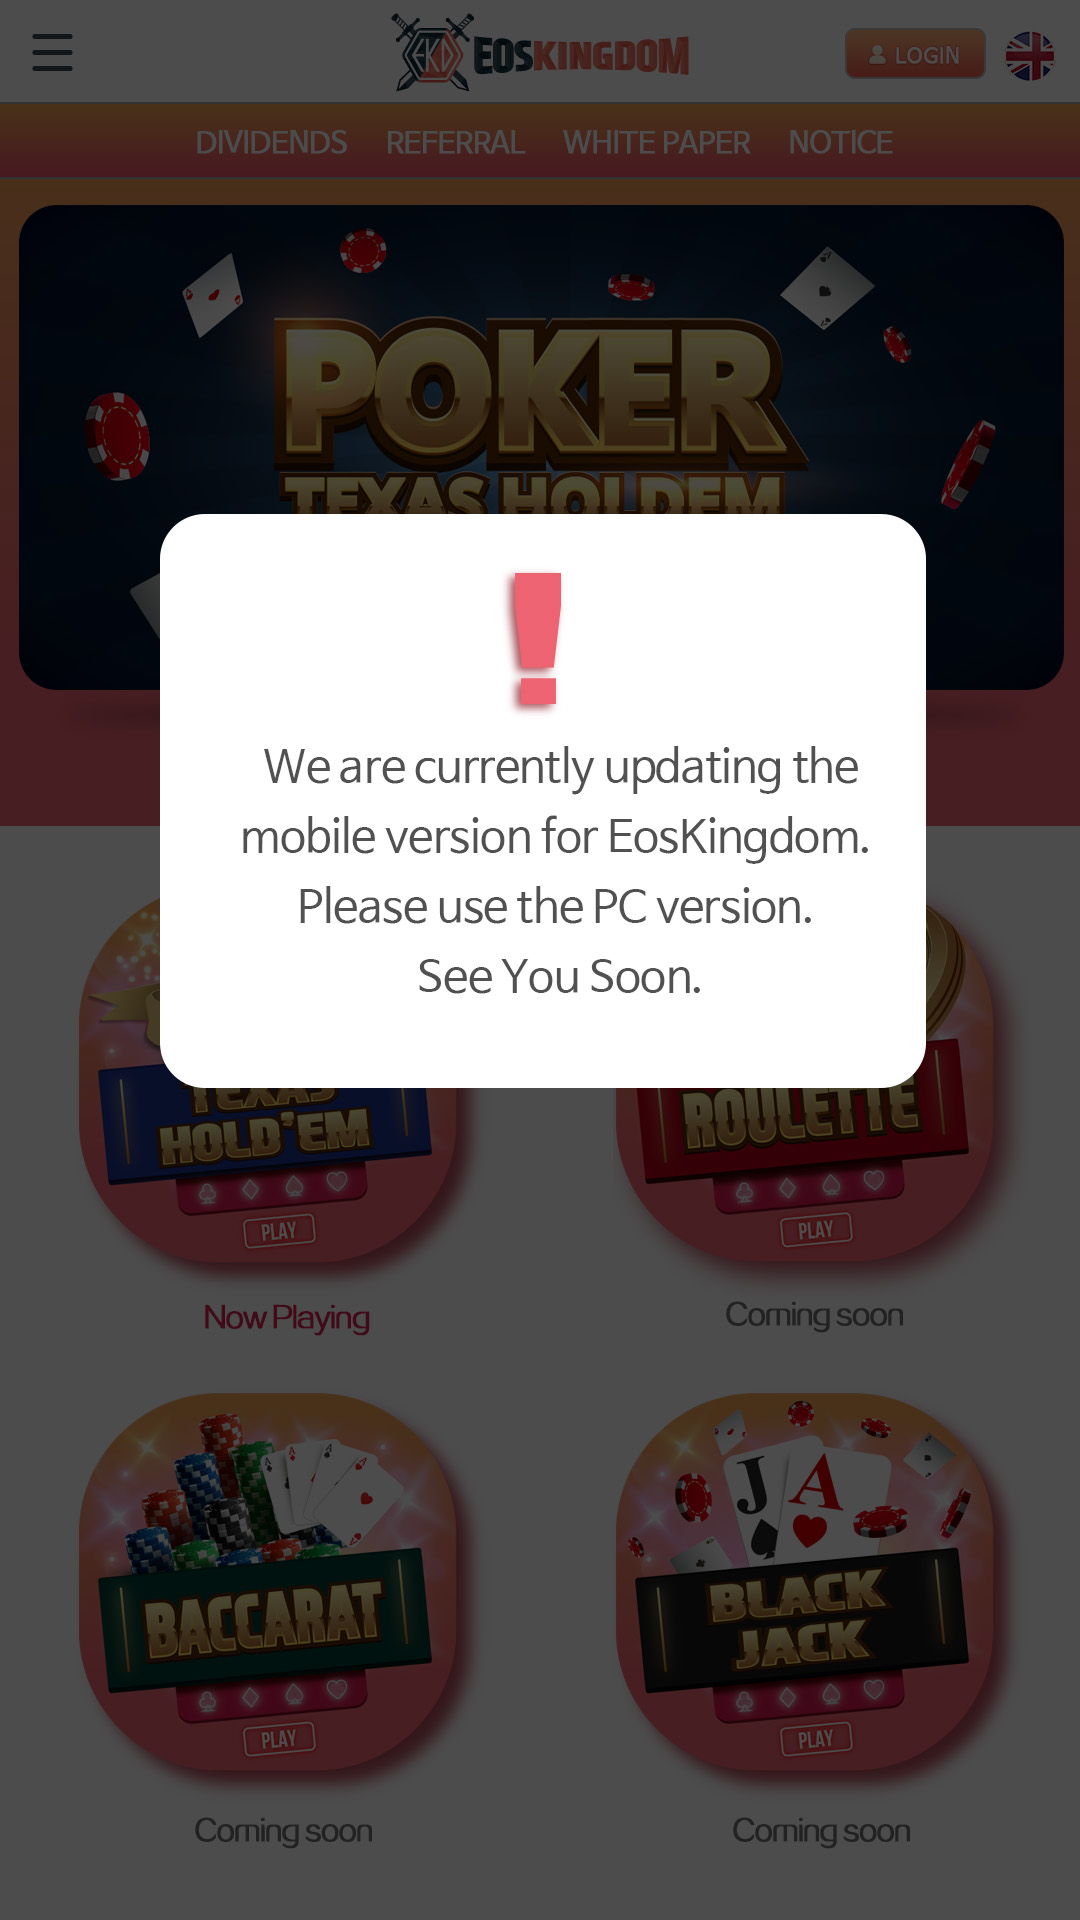 EKD EOSKINGDOM
LOGIN
DIVIDENDS REFERRAL WHITE PAPER NOTICE
POKER
TEXAS HOLDEM
!
We are currently updating the
mobile version for EosKingdom.
Please use the PC version.
See You Soon.
TEXAS
HOLD'EM
PLAY
Now Playing
ROULETTE
PLAY
Coming soon
BACCARAT
PLAY
Coming soon
J A
BLACK
JACK
PLAY
Coming soon